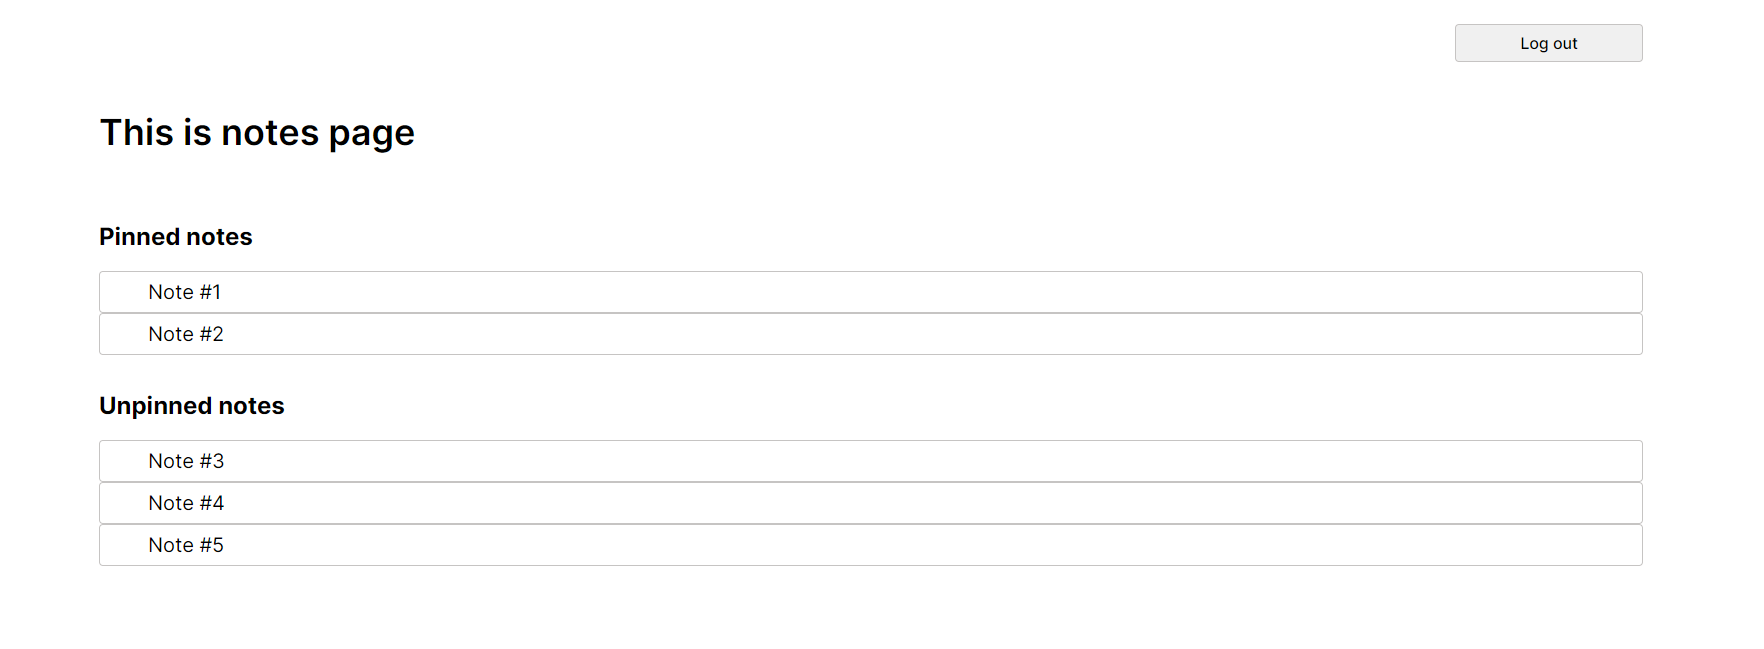 Log out
This is notes page
Pinned notes
Note #1
Note #2
Unpinned notes
Note #3
Note #4
Note #5